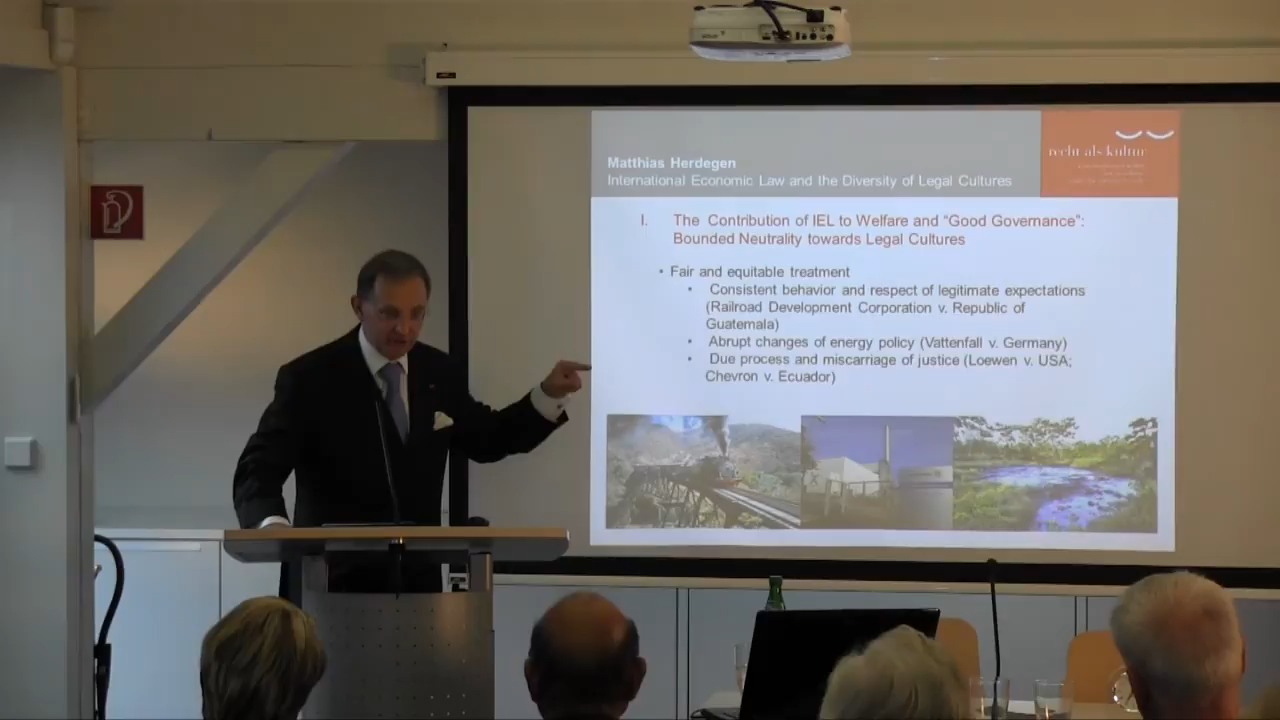 Matthias Herdegen
International Economic Law and the Diversity of Legal Cultures
recht als kultur
I. The Contribution of IEL to Welfare and “Good Governance”:
Bounded Neutrality towards Legal Cultures
• Fair and equitable treatment
• Consistent behavior and respect of legitimate expectations
(Railroad Development Corporation v. Republic of
Guatemala)
• Abrupt changes of energy policy (Vattenfall v. Germany)
• Due process and miscarriage of justice (Loewen v. USA;
Chevron v. Ecuador)